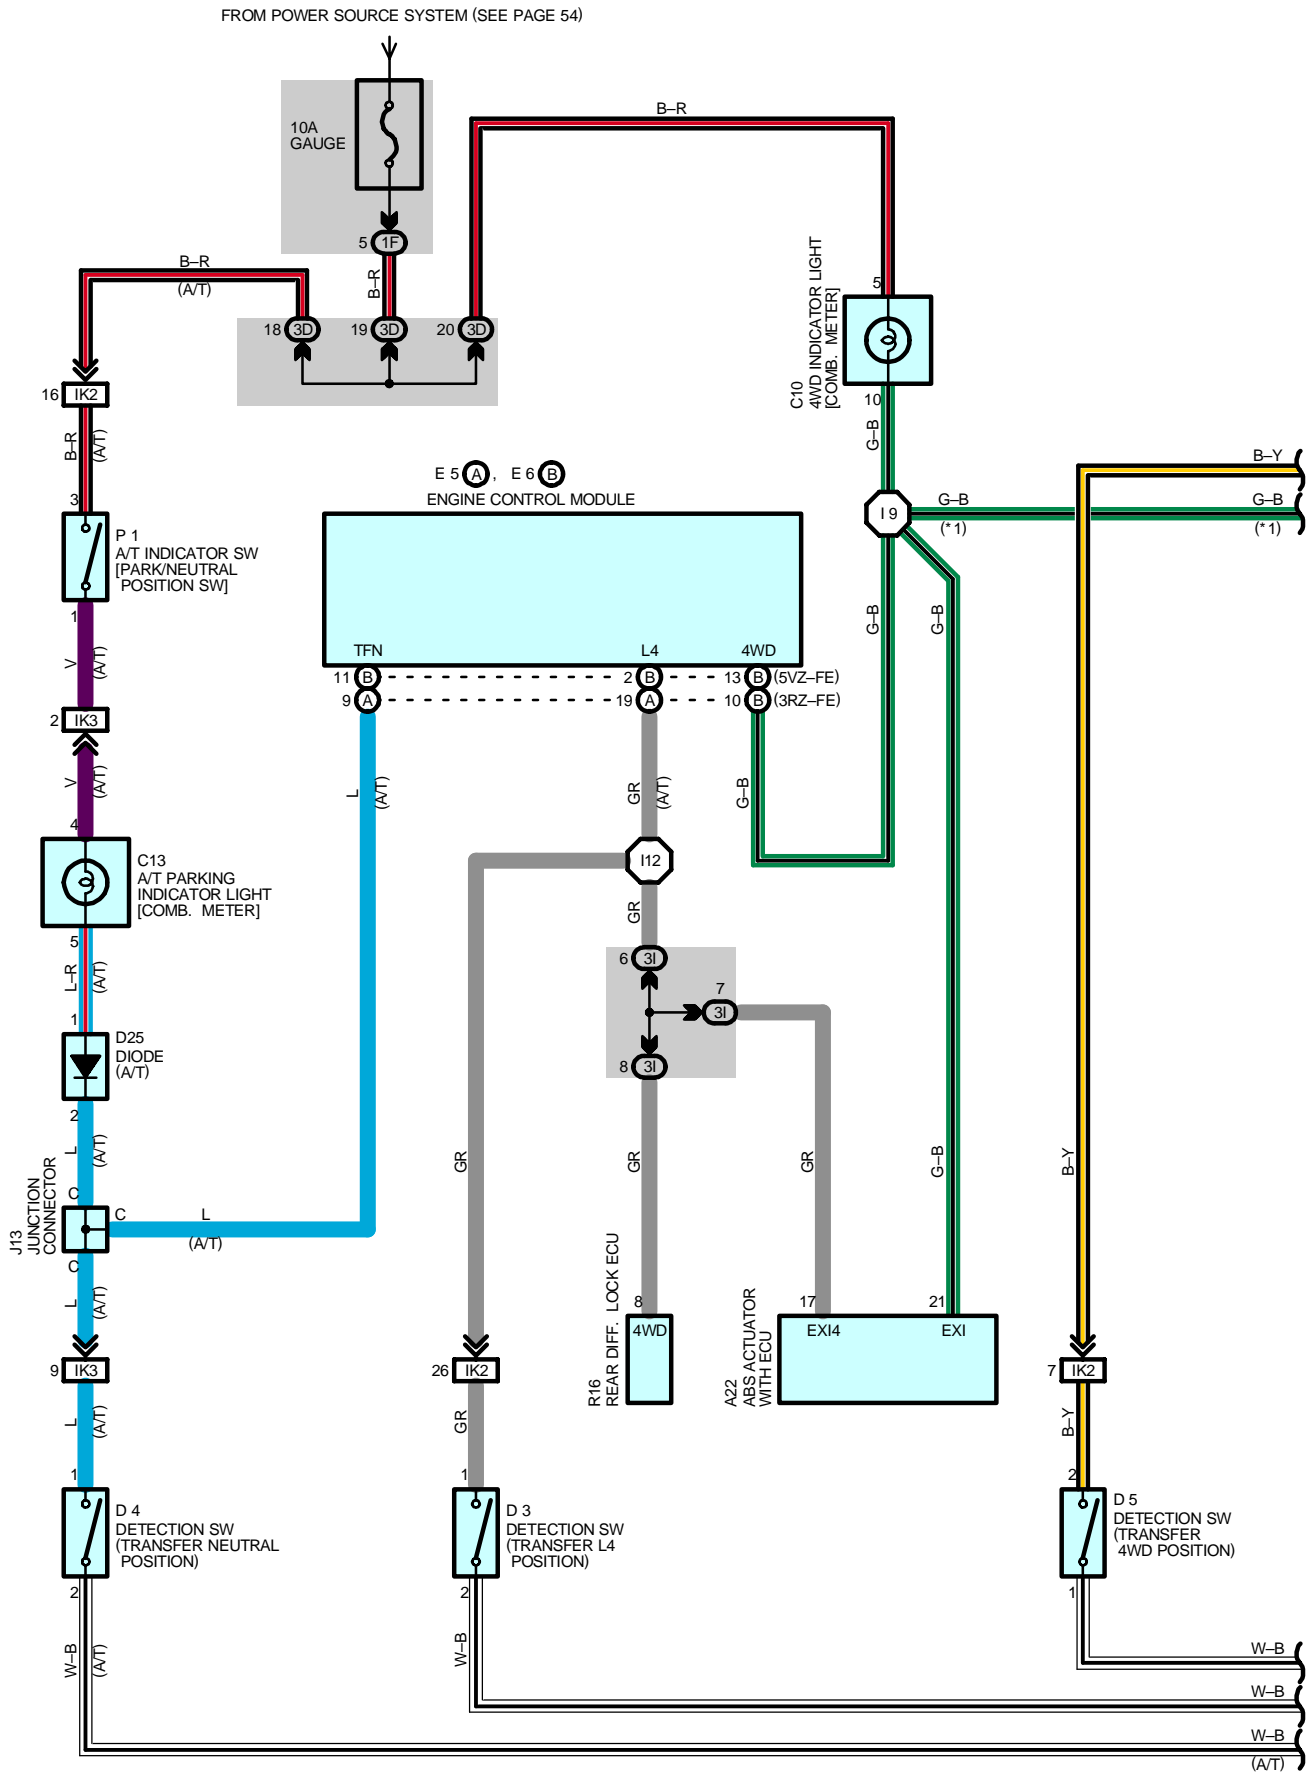 FROM POWER SOURCE SYSTEM (SEE PAGE 54)
10A
GAUGE
5 1F
B–R
B–R
(A/T)
B–R
18 3D
19 3D
20 3D
16 IK2
B–R
(A/T)
3
P 1
A/T INDICATOR SW
[PARK/NEUTRAL
POSITION SW]
1
V
(A/T)
2 IK3
V
(A/T)
4
C13
A/T PARKING
INDICATOR LIGHT
[COMB. METER]
5
L–R
(A/T)
1
D25
DIODE
(A/T)
2
L
(A/T)
C
J13
JUNCTION
CONNECTOR
C
L
(A/T)
C
L
(A/T)
9 IK3
L
(A/T)
1
D 4
DETECTION SW
(TRANSFER NEUTRAL
POSITION)
2
W–B
(A/T)
E 5 A , E 6 B
ENGINE CONTROL MODULE
TFN
L4
4WD
11 B
2 B
13 B (5VZ–FE)
9 A
19 A
10 B (3RZ–FE)
L
(A/T)
GR
(A/T)
G–B
I12
GR
6 3I
7
3I
8 3I
GR
GR
GR
8
4WD
R16
REAR DIFF. LOCK ECU
17
EXI4
21
EXI
A22
ABS ACTUATOR
WITH ECU
26 IK2
GR
1
D 3
DETECTION SW
(TRANSFER L4
POSITION)
2
W–B
5
C10
4WD INDICATOR LIGHT
[COMB. METER]
10
G–B
I 9
G–B
(*1)
G–B
(*1)
B–Y
G–B
G–B
G–B
B–Y
7 IK2
B–Y
2
D 5
DETECTION SW
(TRANSFER
4WD POSITION)
1
W–B
W–B
W–B
(A/T)